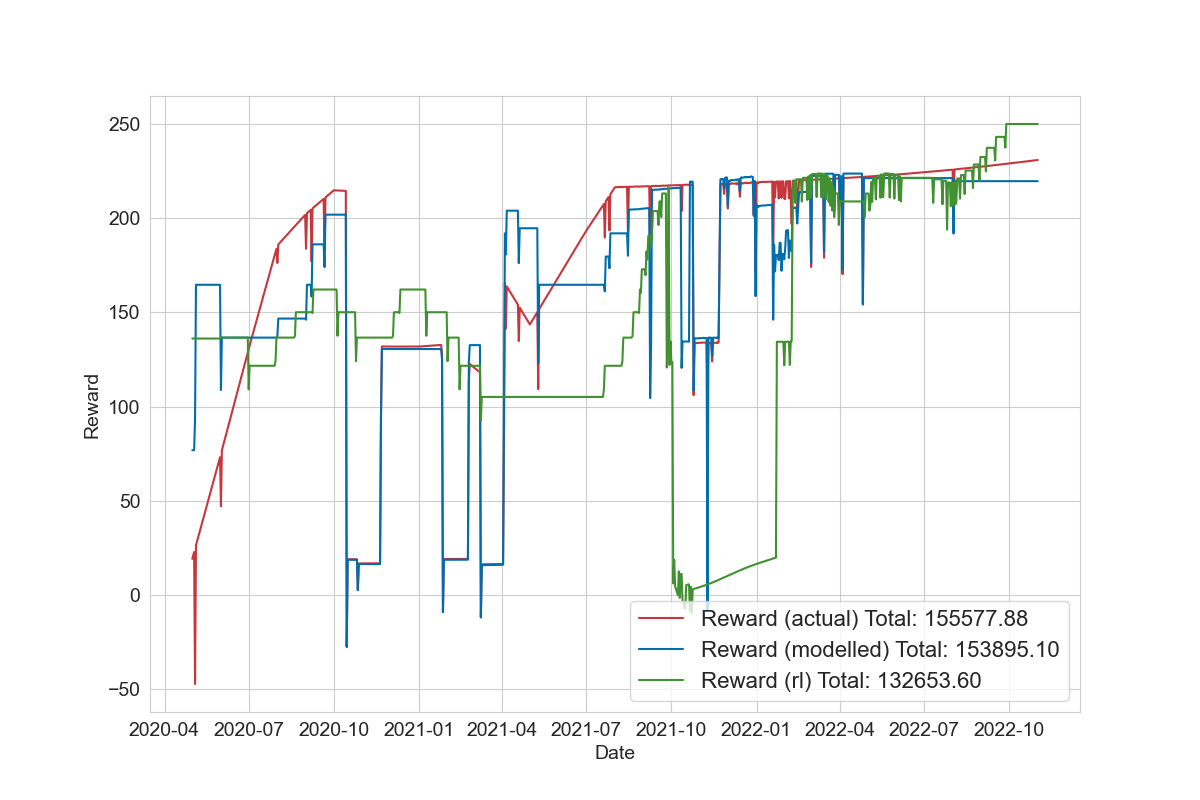 250
200
150
100
50
0
−50
Reward
2020-04 2020-07 2020-10 2021-01 2021-04 2021-07 2021-10 2022-01 2022-04 2022-07 2022-10
Date
Reward (actual) Total: 155577.88
Reward (modelled) Total: 153895.10
Reward (rl) Total: 132653.60